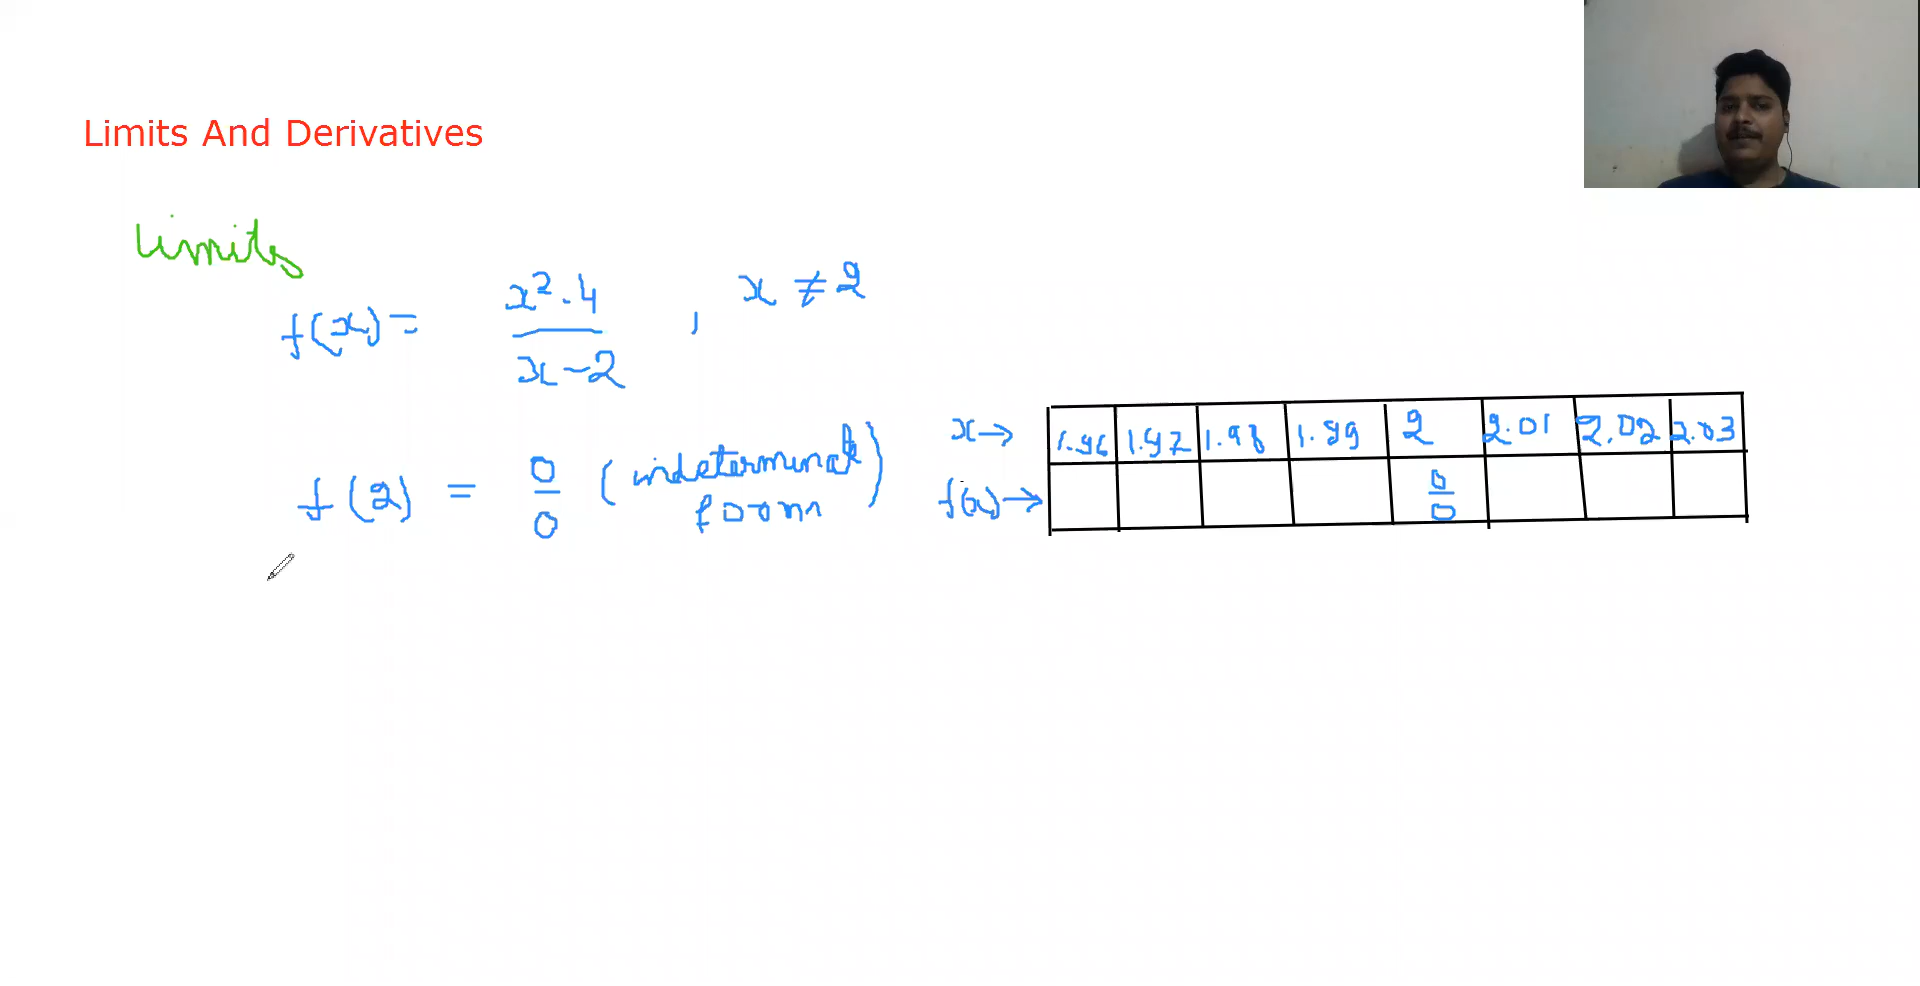 Limits And Derivatives
Limits
f(x) = x² - 4 / x - 2 , x ≠ 2
f(2) = 0/0 (indeterminate form)
x → 1.96 1.97 1.98 1.99 2 2.01 2.02 2.03
f(x) → 0/0